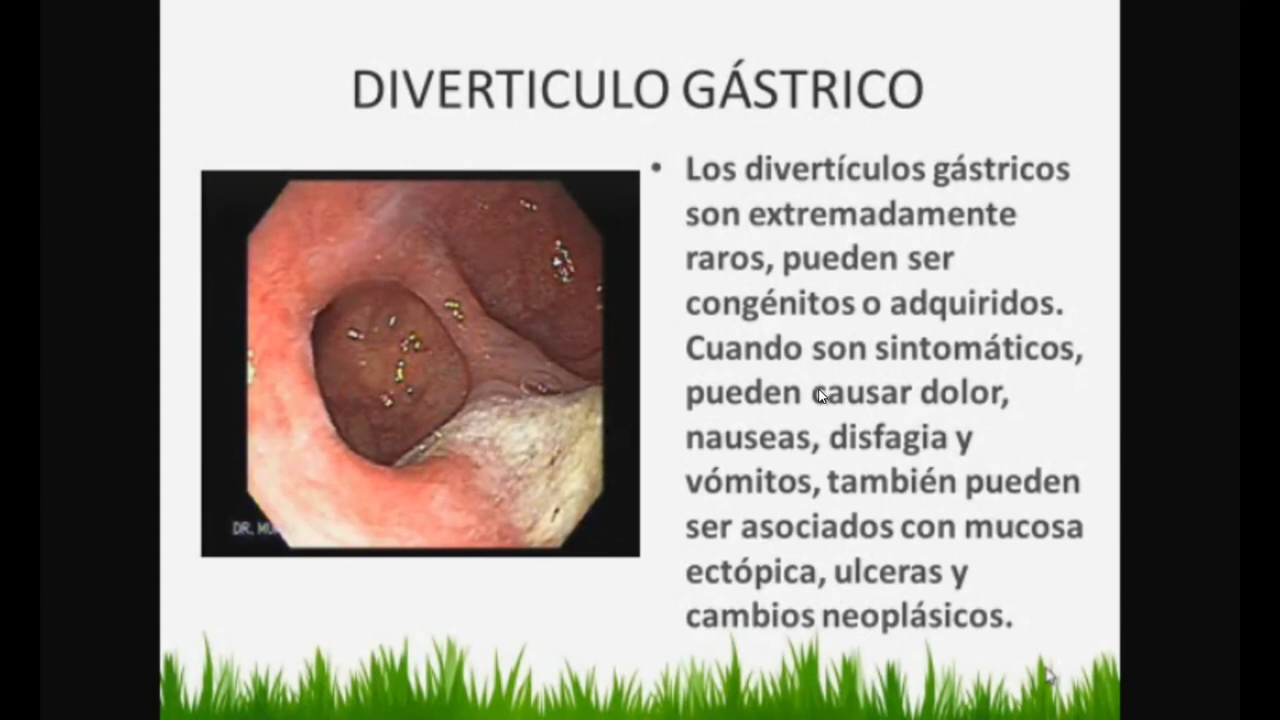 DIVERTICULO GÁSTRICO
• Los divertículos gástricos
son extremadamente
raros, pueden ser
congénitos o adquiridos.
Cuando son sintomáticos,
pueden causar dolor,
nauseas, disfagia y
vómitos, también pueden
ser asociados con mucosa
ectópica, ulceras y
cambios neoplásicos.
DR.